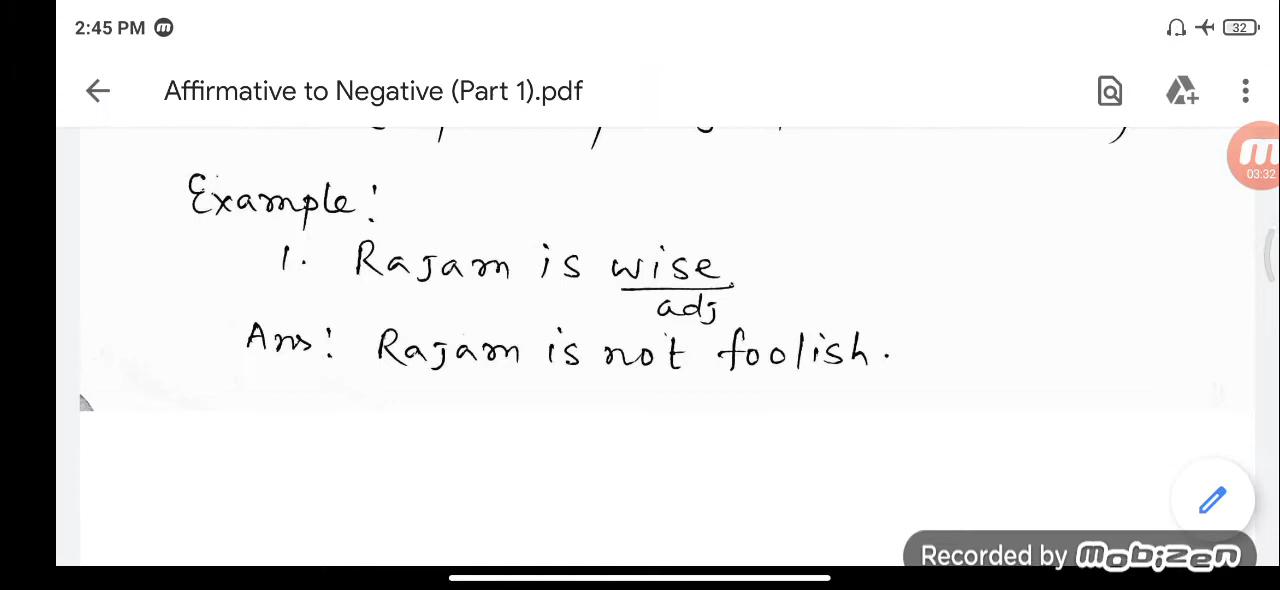 2:45 PM m 32
Affirmative to Negative (Part 1).pdf
m
03:32
Example:
1. Rajam is wise.
adj
Ans: Rajam is not foolish.
Recorded by mobizen